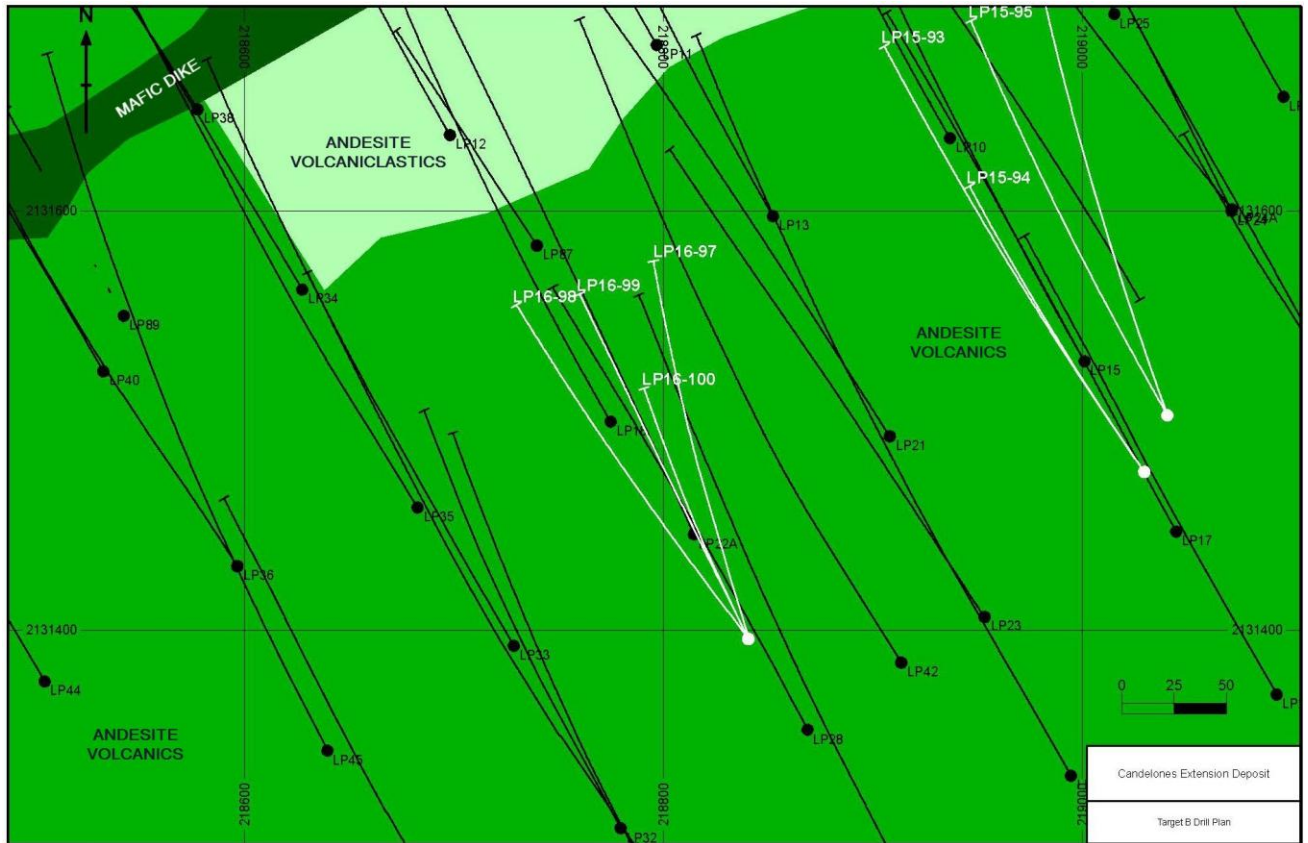 N
218600
218800
219000
LP15-95
LP25
LP11
LP15-93
MAFIC DIKE
LP38
LP12
LP10
ANDESITE
VOLCANICLASTICS
LP15-94
2131600
2131600
LP13
LP87
LP16-97
LP34
LP16-99
LP16-98
LP89
ANDESITE
VOLCANICS
LP40
LP15
LP16-100
LP21
LP35
LP22A
LP17
LP36
LP23
2131400
2131400
LP33
LP42
LP44
0 25 50
LP28
ANDESITE
VOLCANICS
LP45
218600
218800
Candelones Extension Deposit
Target B Drill Plan